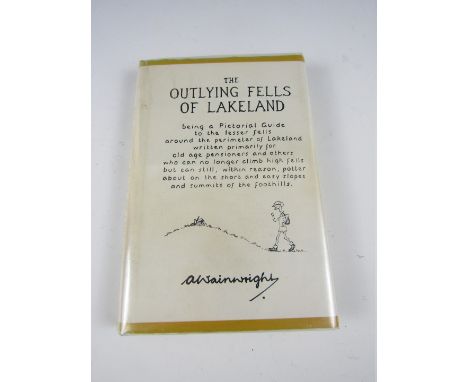 THE
OUTLYING FELLS
OF LAKELAND
being a Pictorial Guide
to the lesser fells
around the perimeter of Lakeland
written primarily for
old age pensioners and others
who can no longer climb high fells
but can still, within reason, potter
about on the short and easy slopes
and summits of the foothills.
AWainwright